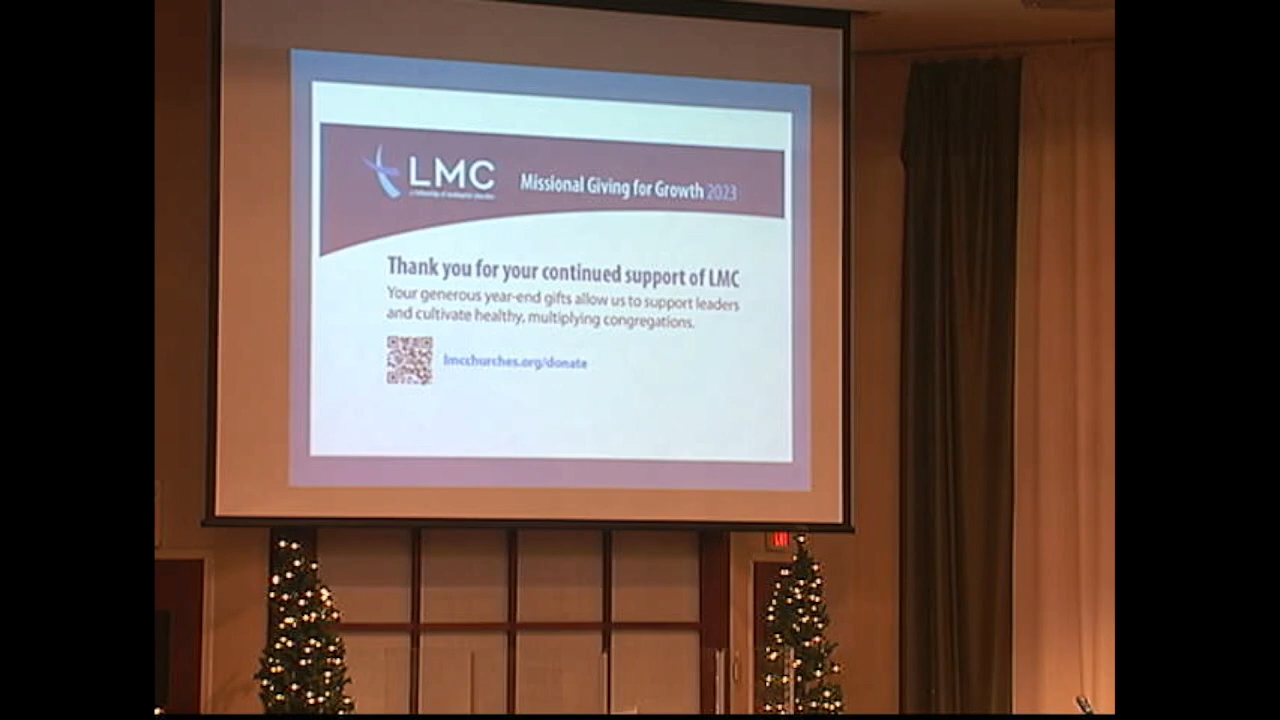 LMC
Missional Giving for Growth 2023
Thank you for your continued support of LMC
Your generous year-end gifts allow us to support leaders
and cultivate healthy, multiplying congregations.
lmcchurches.org/donate
EXIT